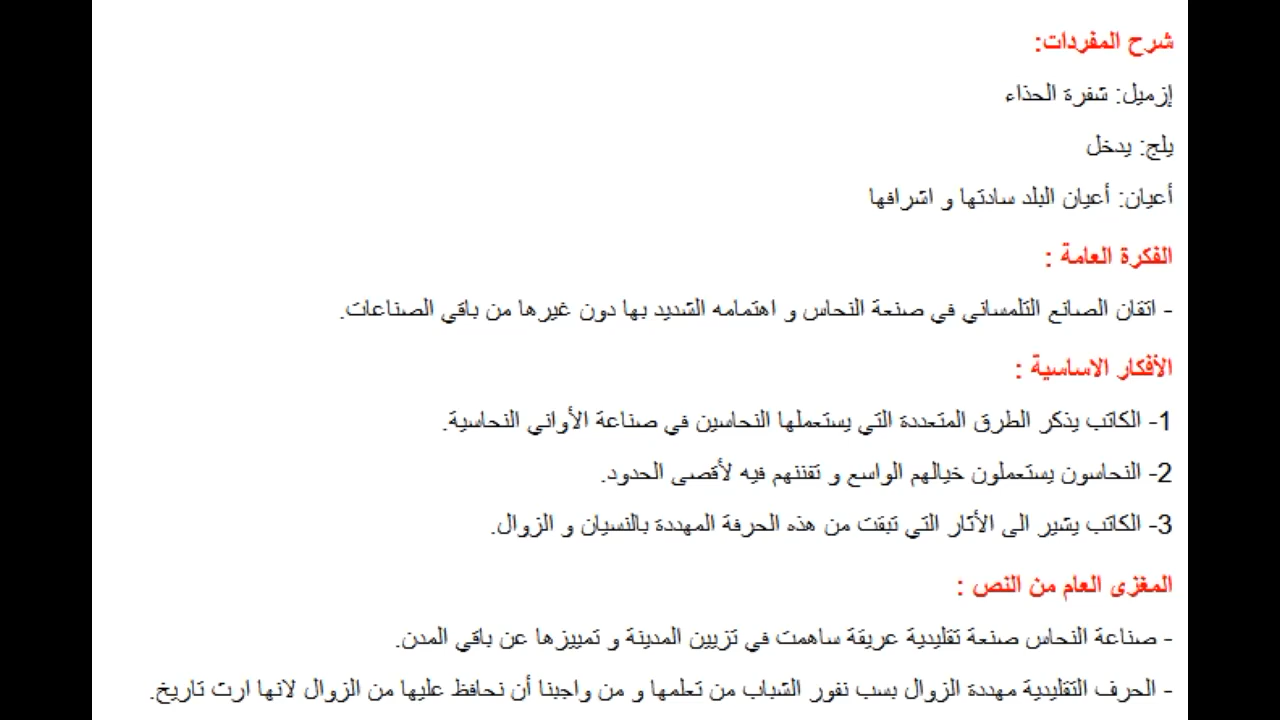 شرح المفردات:
إزميل: شفرة الحذاء
يلج: يدخل
أعيان: أعيان البلد سادتها و اشرافها
الفكرة العامة :
- اتقان الصانع التلمساني في صنعة النحاس و اهتمامه الشديد بها دون غيرها من باقي الصناعات.
الأفكار الاساسية :
1- الكاتب يذكر الطرق المتعددة التي يستعملها النحاسين في صناعة الأواني النحاسية.
2- النحاسون يستعملون خيالهم الواسع و تفننهم فيه لأقصى الحدود.
3- الكاتب يشير الى الأثار التي تبقت من هذه الحرفة المهددة بالنسيان و الزوال.
المغزى العام من النص :
- صناعة النحاس صنعة تقليدية عريقة ساهمت في تزيين المدينة و تمييزها عن باقي المدن.
- الحرف التقليدية مهددة الزوال بسب نفور الشباب من تعلمها و من واجبنا أن نحافظ عليها من الزوال لانها ارث تاريخ.